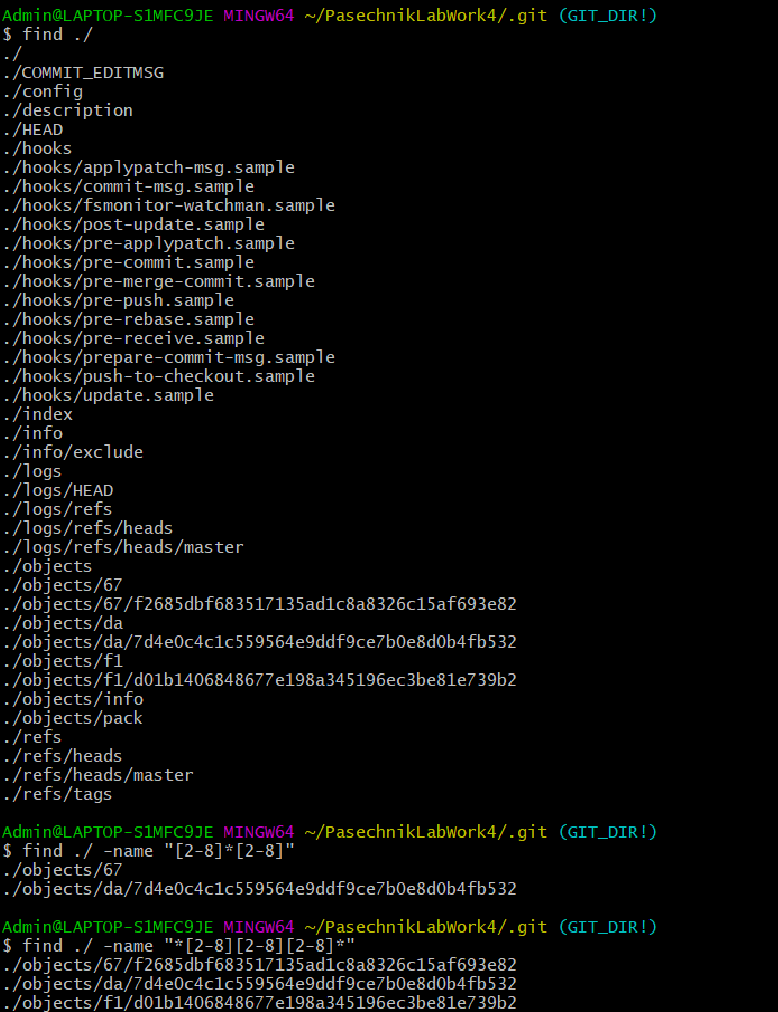 Admin@LAPTOP-S1MFC9JE MINGW64 ~/PasechnikLabWork4/.git (GIT_DIR!)
$ find ./
./
./COMMIT_EDITMSG
./config
./description
./HEAD
./hooks
./hooks/applypatch-msg.sample
./hooks/commit-msg.sample
./hooks/fsmonitor-watchman.sample
./hooks/post-update.sample
./hooks/pre-applypatch.sample
./hooks/pre-commit.sample
./hooks/pre-merge-commit.sample
./hooks/pre-push.sample
./hooks/pre-rebase.sample
./hooks/pre-receive.sample
./hooks/prepare-commit-msg.sample
./hooks/push-to-checkout.sample
./hooks/update.sample
./index
./info
./info/exclude
./logs
./logs/HEAD
./logs/refs
./logs/refs/heads
./logs/refs/heads/master
./objects
./objects/67
./objects/67/f2685dbf683517135ad1c8a8326c15af693e82
./objects/da
./objects/da/7d4e0c4c1c559564e9ddf9ce7b0e8d0b4fb532
./objects/f1
./objects/f1/d01b1406848677e198a345196ec3be81e739b2
./objects/info
./objects/pack
./refs
./refs/heads
./refs/heads/master
./refs/tags
Admin@LAPTOP-S1MFC9JE MINGW64 ~/PasechnikLabWork4/.git (GIT_DIR!)
$ find ./ -name "[2-8]*[2-8]"
./objects/67
./objects/da/7d4e0c4c1c559564e9ddf9ce7b0e8d0b4fb532
Admin@LAPTOP-S1MFC9JE MINGW64 ~/PasechnikLabWork4/.git (GIT_DIR!)
$ find ./ -name "*[2-8][2-8][2-8]*"
./objects/67/f2685dbf683517135ad1c8a8326c15af693e82
./objects/da/7d4e0c4c1c559564e9ddf9ce7b0e8d0b4fb532
./objects/f1/d01b1406848677e198a345196ec3be81e739b2